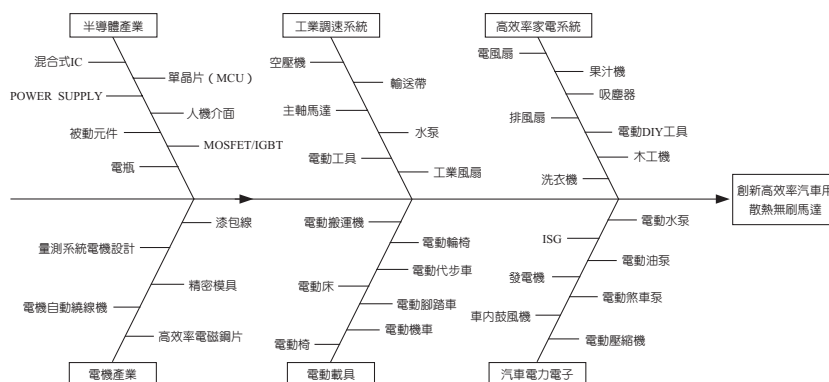 半導體產業
混合式IC
單晶片（MCU）
POWER SUPPLY
人機介面
被動元件
MOSFET/IGBT
電瓶
工業調速系統
空壓機
輸送帶
主軸馬達
水泵
電動工具
工業風扇
高效率家電系統
電風扇
果汁機
吸塵器
排風扇
電動DIY工具
木工機
洗衣機
創新高效率汽車用
散熱無刷馬達
漆包線
量測系統電機設計
精密模具
電機自動繞線機
高效率電磁鋼片
電機產業
電動搬運機
電動輪椅
電動代步車
電動床
電動腳踏車
電動機車
電動椅
電動載具
電動水泵
ISG
電動油泵
發電機
電動煞車泵
車內鼓風機
電動壓縮機
汽車電力電子